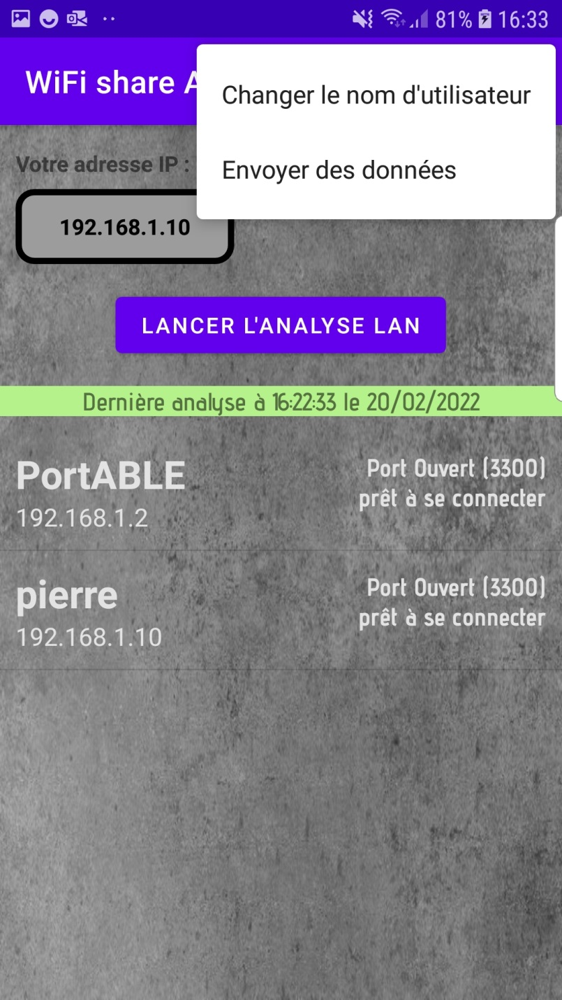 81% 16:33
WiFi share
Changer le nom d'utilisateur
Envoyer des données
Votre adresse IP :
192.168.1.10
LANCER L'ANALYSE LAN
Dernière analyse à 16:22:33 le 20/02/2022
PortABLE
Port Ouvert (3300)
192.168.1.2
prêt à se connecter
pierre
Port Ouvert (3300)
192.168.1.10
prêt à se connecter